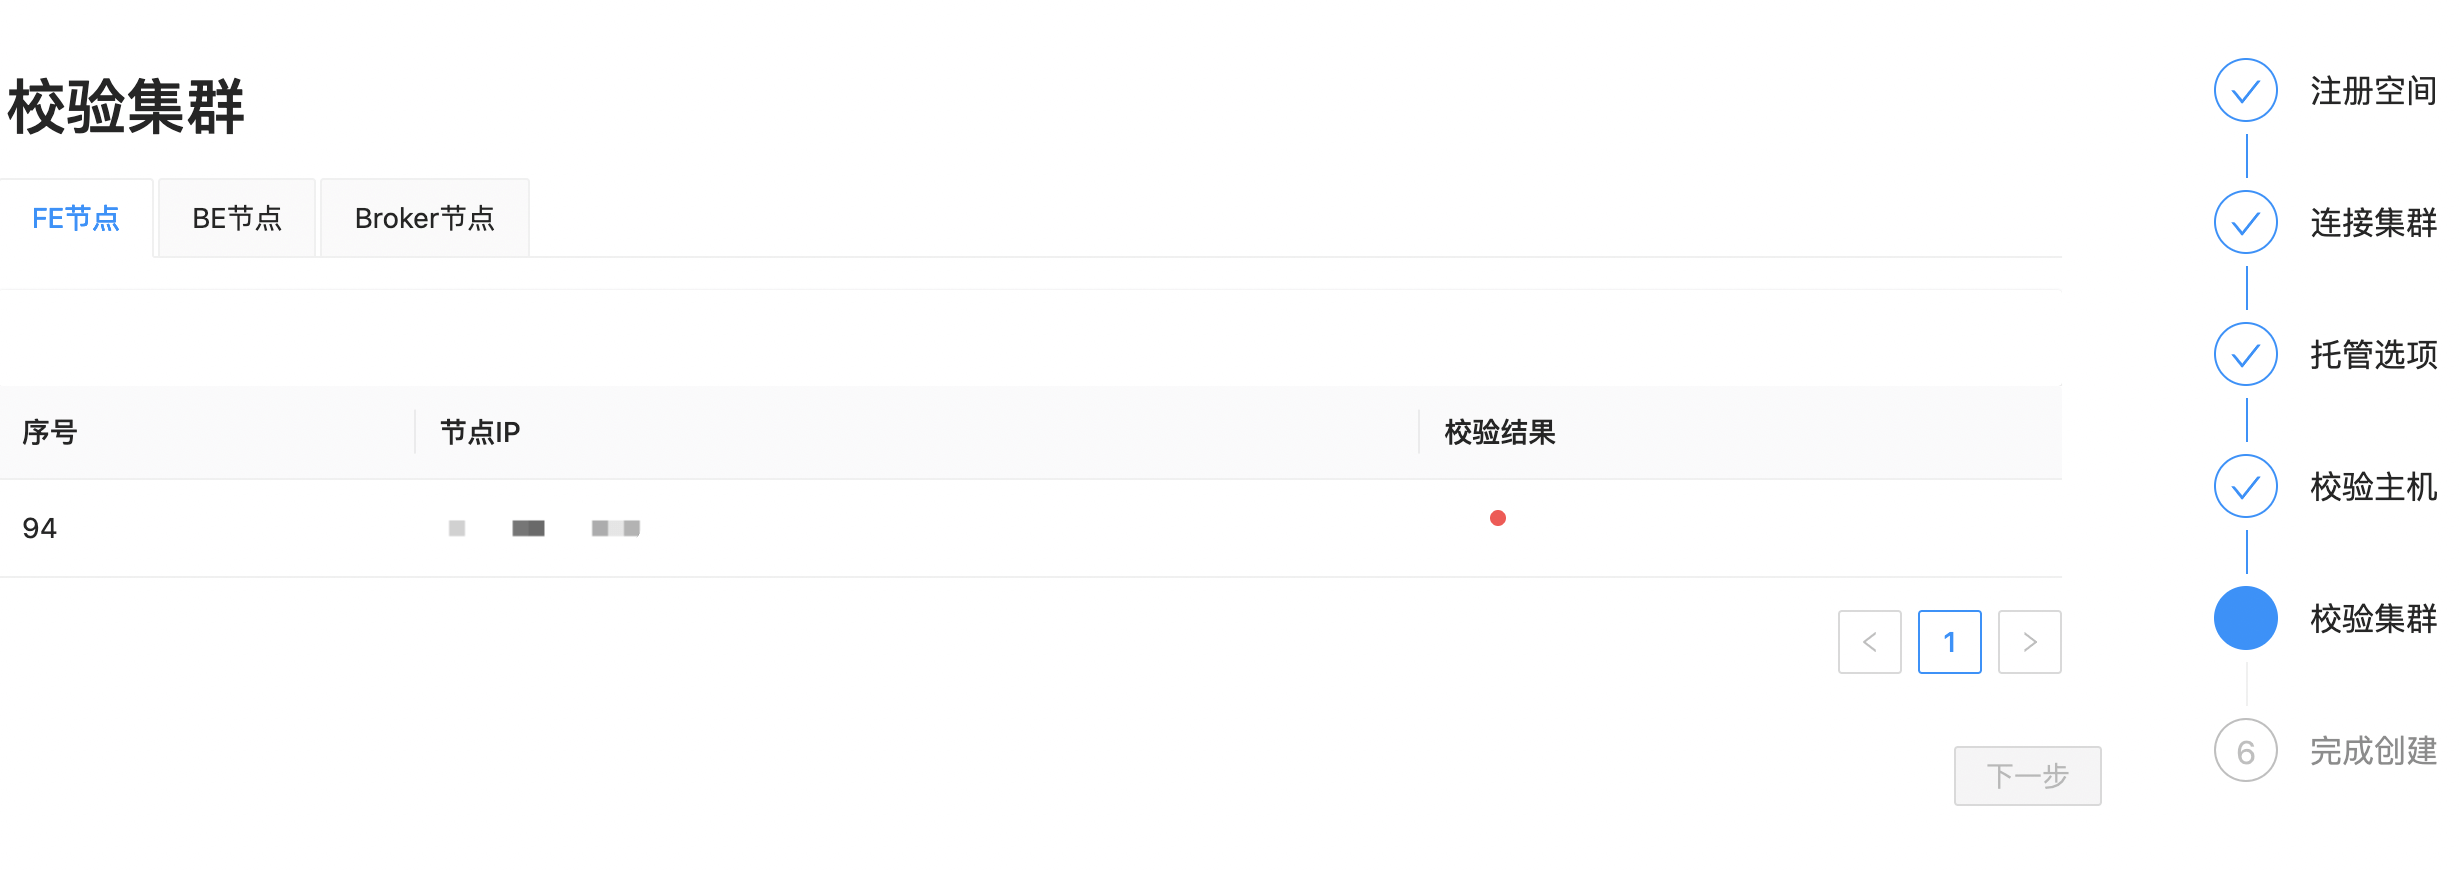 校验集群
FE节点 BE节点 Broker节点
序号 节点IP 校验结果
94
1
下一步
注册空间
连接集群
托管选项
校验主机
校验集群
6 完成创建